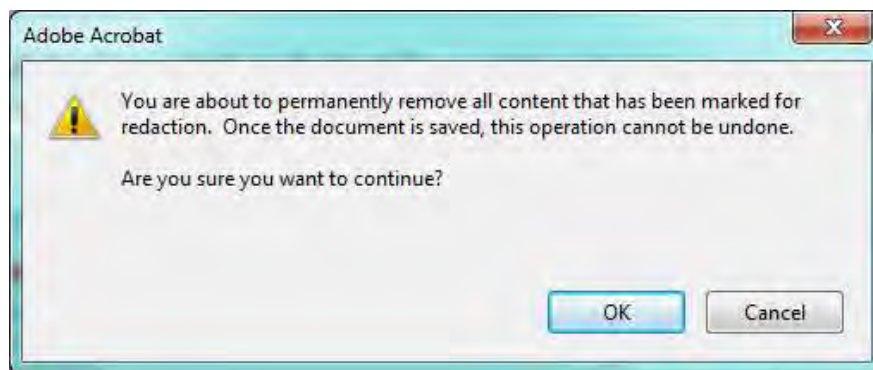 Adobe Acrobat
You are about to permanently remove all content that has been marked for
redaction.  Once the document is saved, this operation cannot be undone.
Are you sure you want to continue?
OK
Cancel